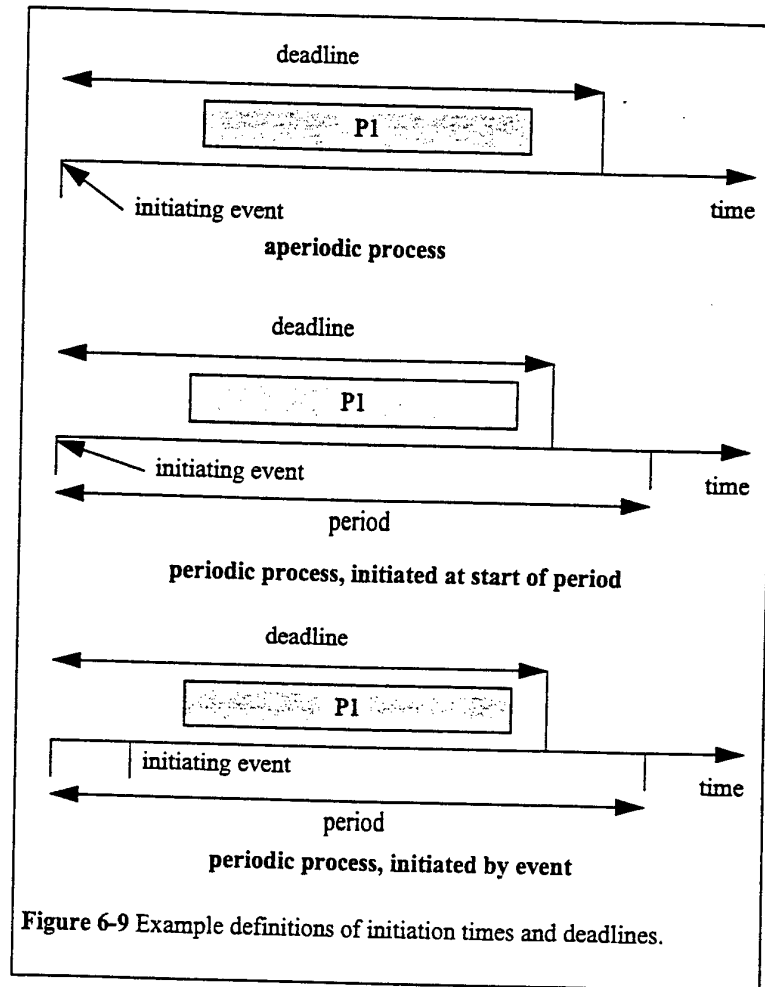 deadline
P1
initiating event
time
aperiodic process
deadline
P1
initiating event
time
period
periodic process, initiated at start of period
deadline
P1
initiating event
time
period
periodic process, initiated by event
Figure 6-9 Example definitions of initiation times and deadlines.